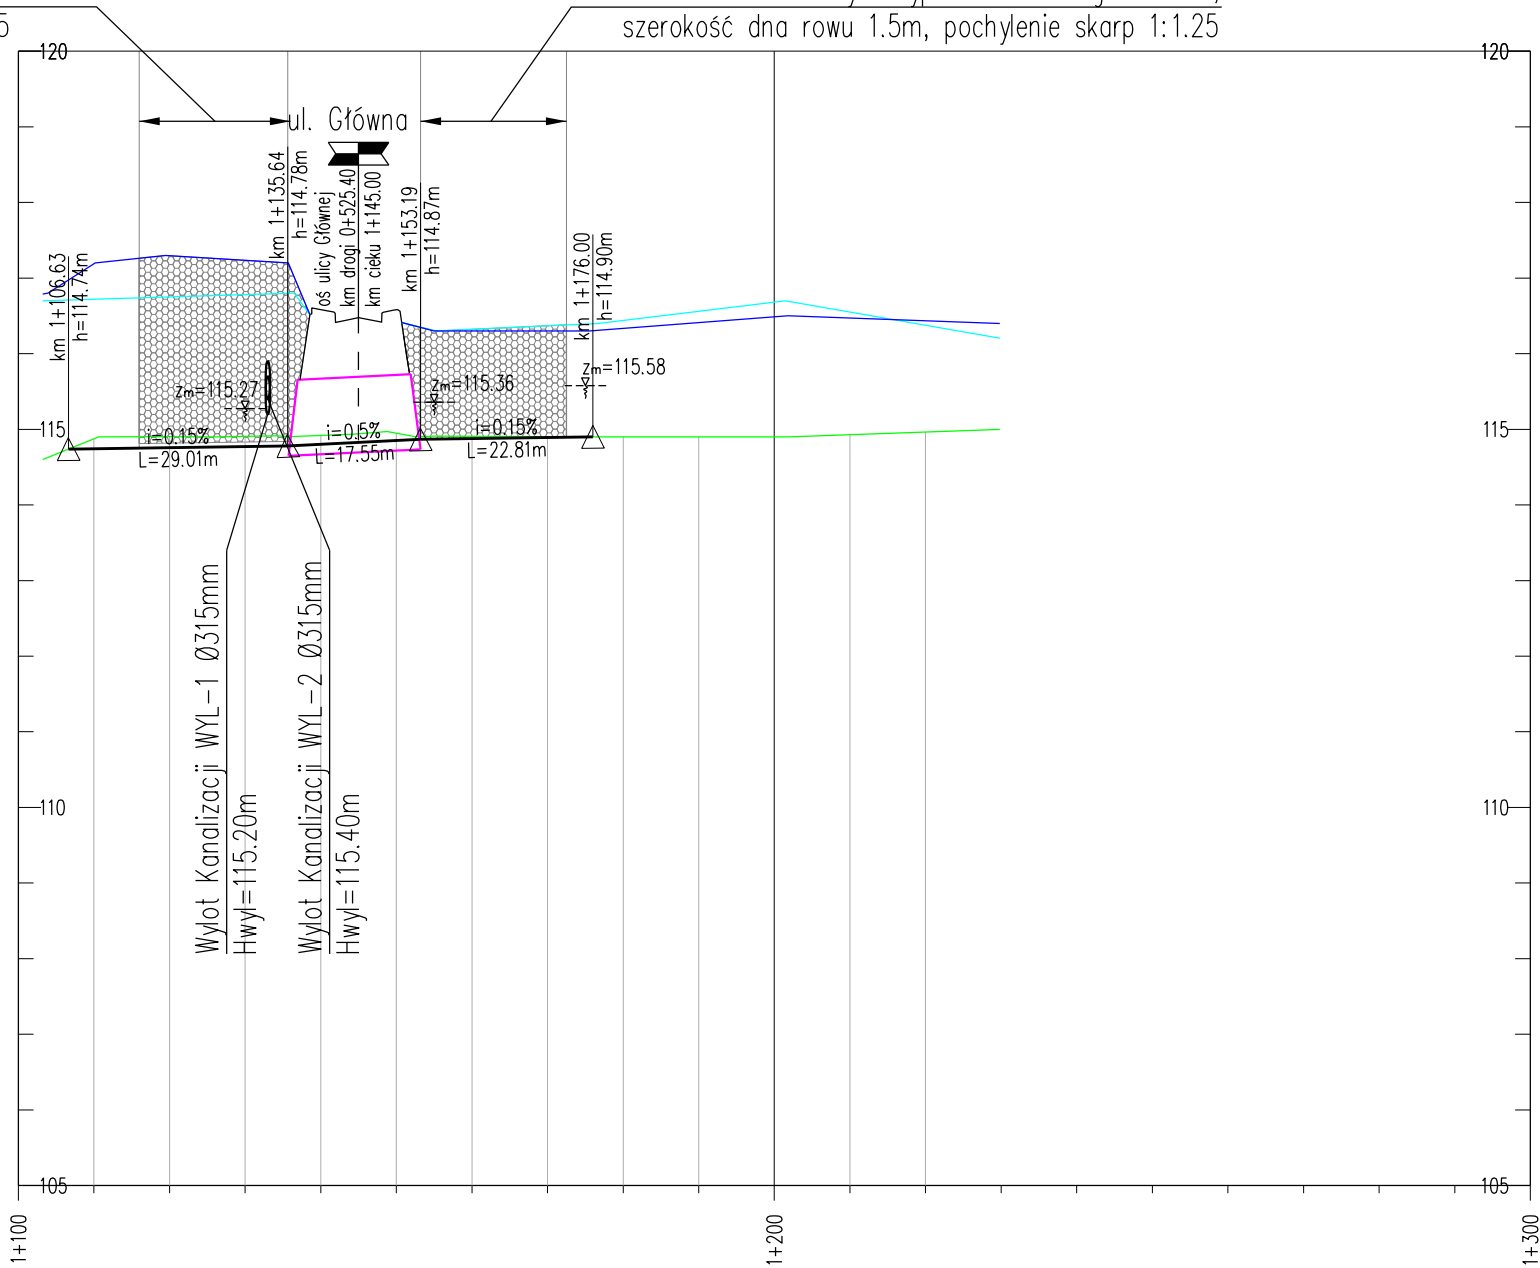 5
szerokość dna rowu 1.5m, pochylenie skarp 1:1.25
120
120
ul. Główna
km 1+106.63
h=114.74m
km 1+135.64
h=114.78m
oś ulicy Głównej
km drogi 0+525.40
km cieku 1+145.00
km 1+153.19
h=114.87m
km 1+176.00
h=114.90m
zm=115.27
zm=115.36
zm=115.58
115
115
i=0.15%
L=29.01m
i=0.5%
L=17.55m
i=0.15%
L=22.81m
Wylot Kanalizacji WYL-1 Ø315mm
Hwyl=115.20m
Wylot Kanalizacji WYL-2 Ø315mm
Hwyl=115.40m
110
110
105
105
1+100
1+200
1+300